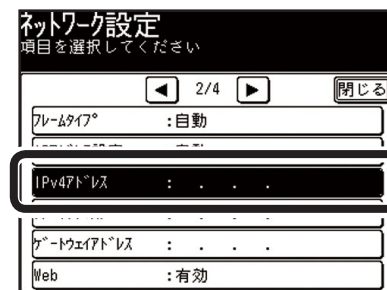 ネットワーク設定
項目を選択してください
◀ 2/4 ▶ 閉じる
フレームタイプ :自動
IPv4アドレス : . . .
ゲートウェイアドレス : . . .
Web :有効